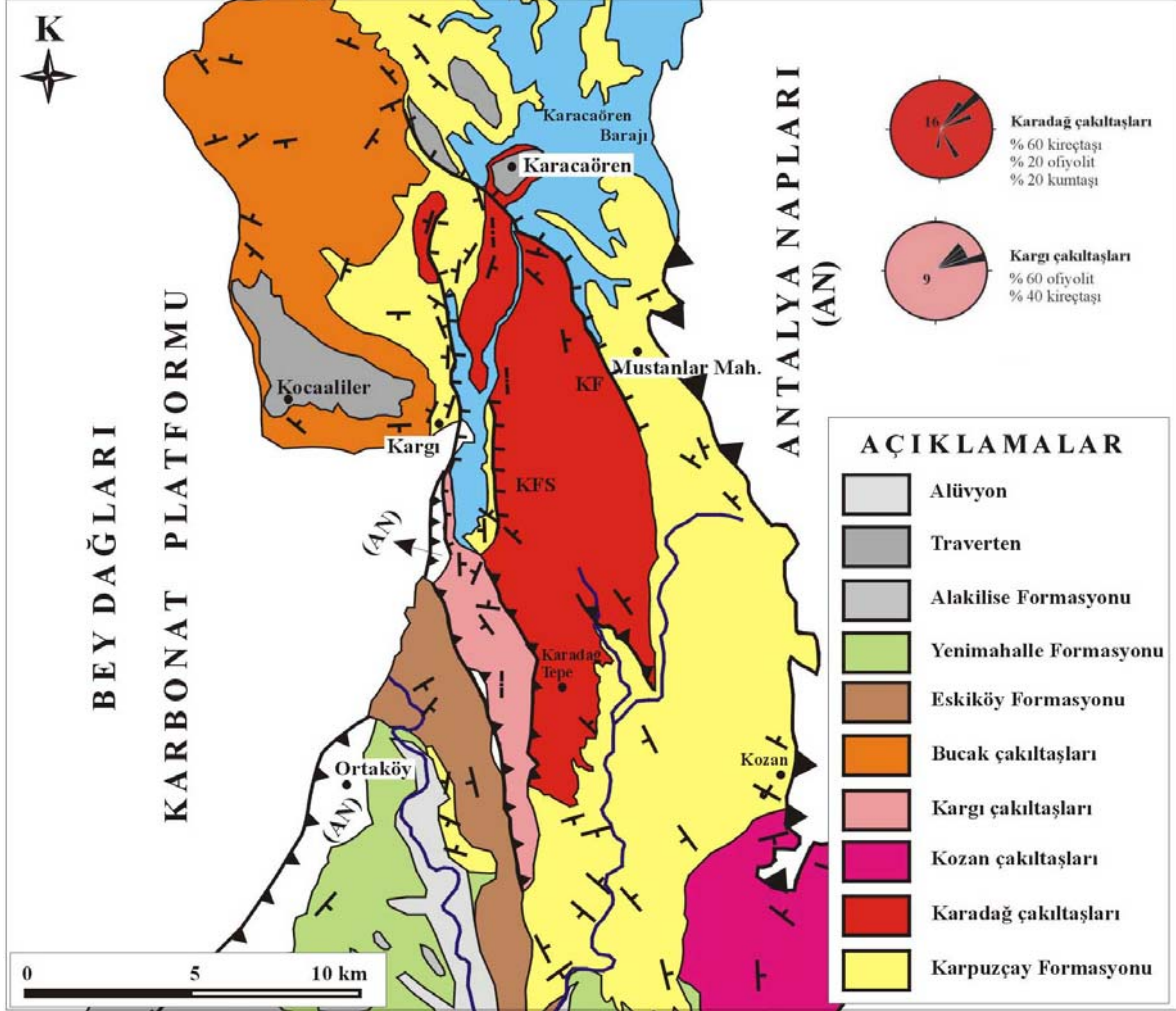 K
BEY DAĞLARI
KARBONAT PLATFORMU
ANTALYA NAPLARI
(AN)
Karacaören
Barajı
Karacaören
Kocaaliler
Kargı
Mustanlar Mah.
KF
KFS
(AN)
Karadağ
Tepe
Ortaköy
(AN)
Kozan
16
Karadağ çakıltaşları
% 60 kireçtaşı
% 20 ofiyolit
% 20 kumtaşı
9
Kargı çakıltaşları
% 60 ofiyolit
% 40 kireçtaşı
AÇIKLAMALAR
Alüvyon
Traverten
Alakilise Formasyonu
Yenimahalle Formasyonu
Eskiköy Formasyonu
Bucak çakıltaşları
Kargı çakıltaşları
Kozan çakıltaşları
Karadağ çakıltaşları
Karpuzçay Formasyonu
0 5 10 km